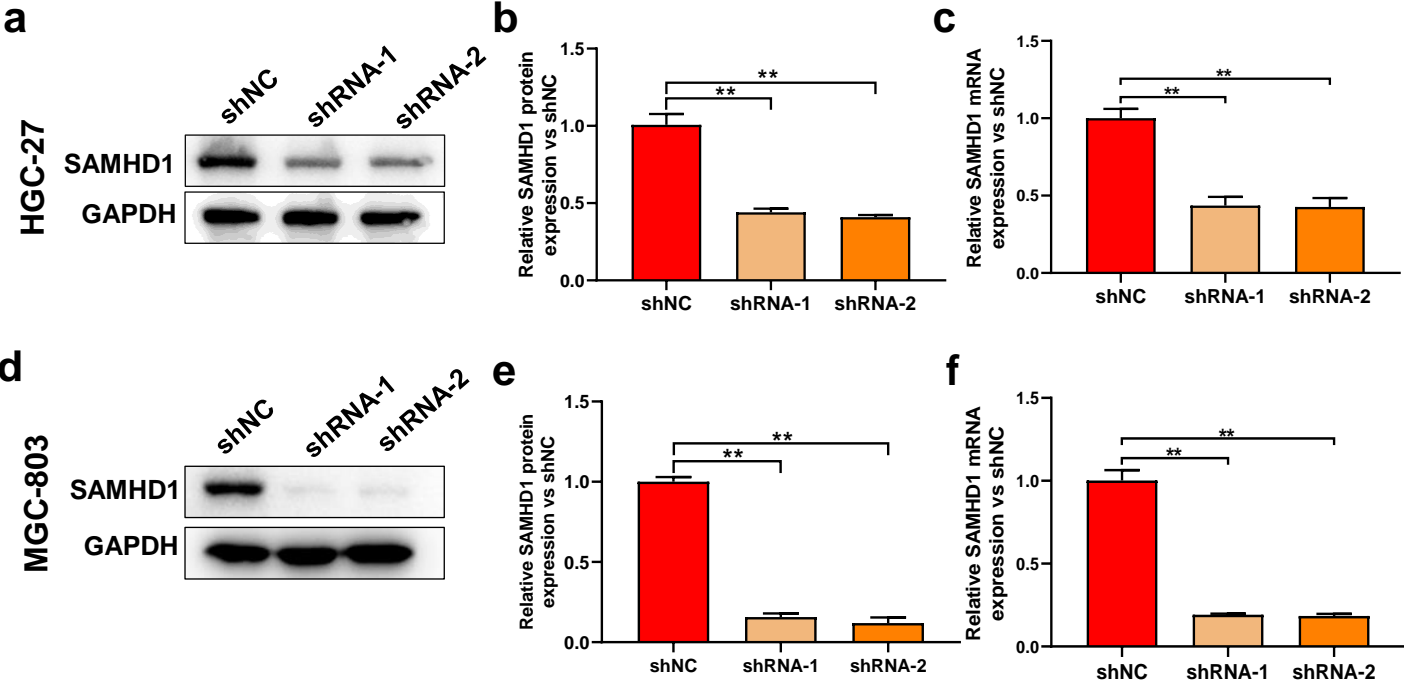 a
HGC-27
shNC
shRNA-1
shRNA-2
SAMHD1
GAPDH
b
Relative SAMHD1 protein
expression vs shNC
1.5
1.0
0.5
0.0
**
**
shNC
shRNA-1
shRNA-2
c
Relative SAMHD1 mRNA
expression vs shNC
1.5
1.0
0.5
0.0
**
**
shNC
shRNA-1
shRNA-2
d
MGC-803
shNC
shRNA-1
shRNA-2
SAMHD1
GAPDH
e
Relative SAMHD1 protein
expression vs shNC
1.5
1.0
0.5
0.0
**
**
shNC
shRNA-1
shRNA-2
f
Relative SAMHD1 mRNA
expression vs shNC
1.5
1.0
0.5
0.0
**
**
shNC
shRNA-1
shRNA-2